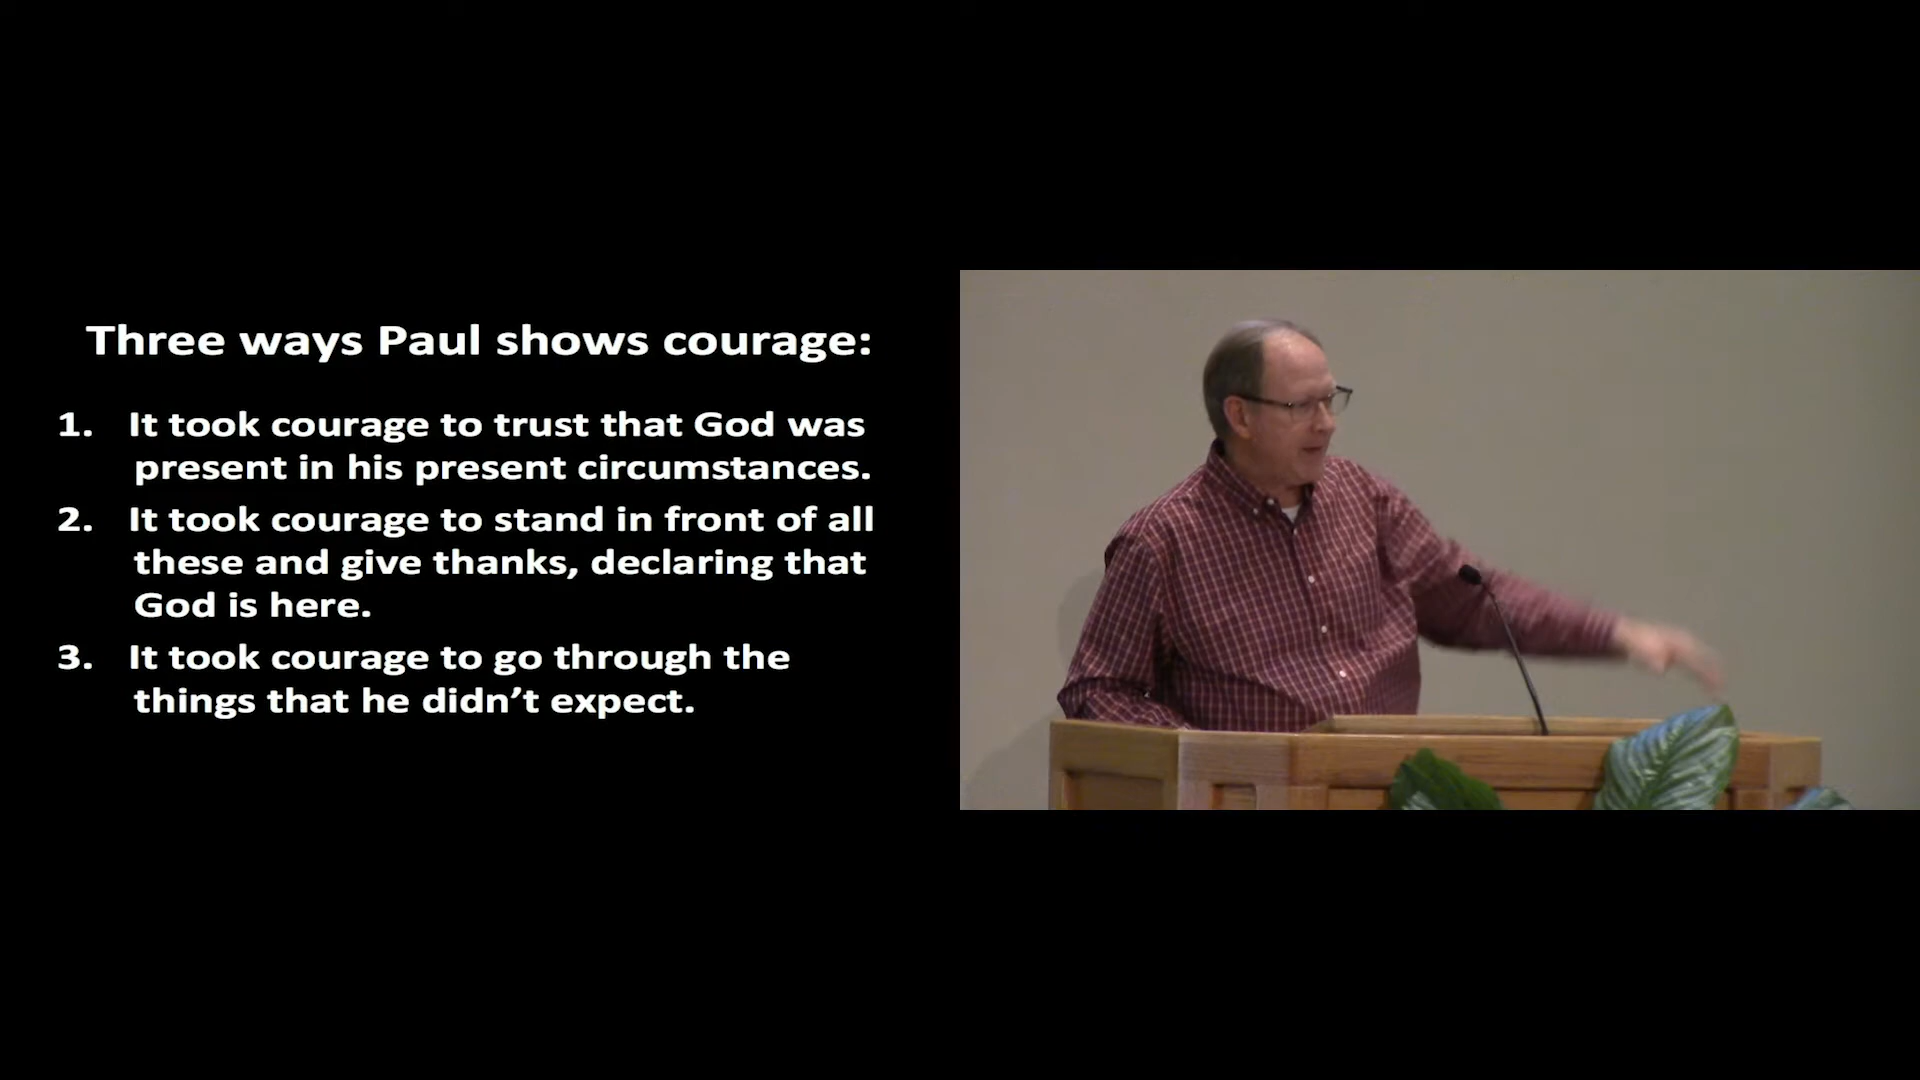 Three ways Paul shows courage:
1. It took courage to trust that God was
present in his present circumstances.
2. It took courage to stand in front of all
these and give thanks, declaring that
God is here.
3. It took courage to go through the
things that he didn’t expect.